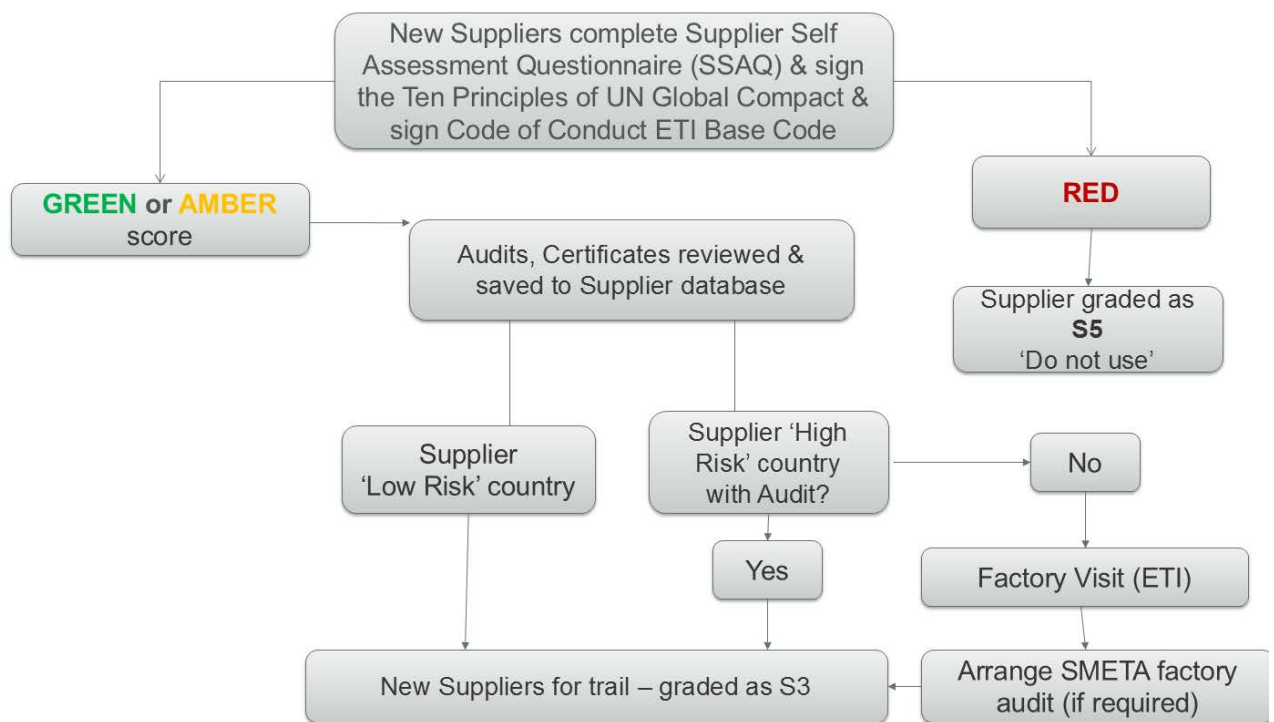 New Suppliers complete Supplier Self
Assessment Questionnaire (SSAQ) & sign
the Ten Principles of UN Global Compact &
sign Code of Conduct ETI Base Code
GREEN or AMBER
score
RED
Audits, Certificates reviewed &
saved to Supplier database
Supplier graded as
S5
‘Do not use’
Supplier
‘Low Risk’ country
Supplier ‘High
Risk’ country
with Audit?
No
Yes
Factory Visit (ETI)
New Suppliers for trail – graded as S3
Arrange SMETA factory
audit (if required)